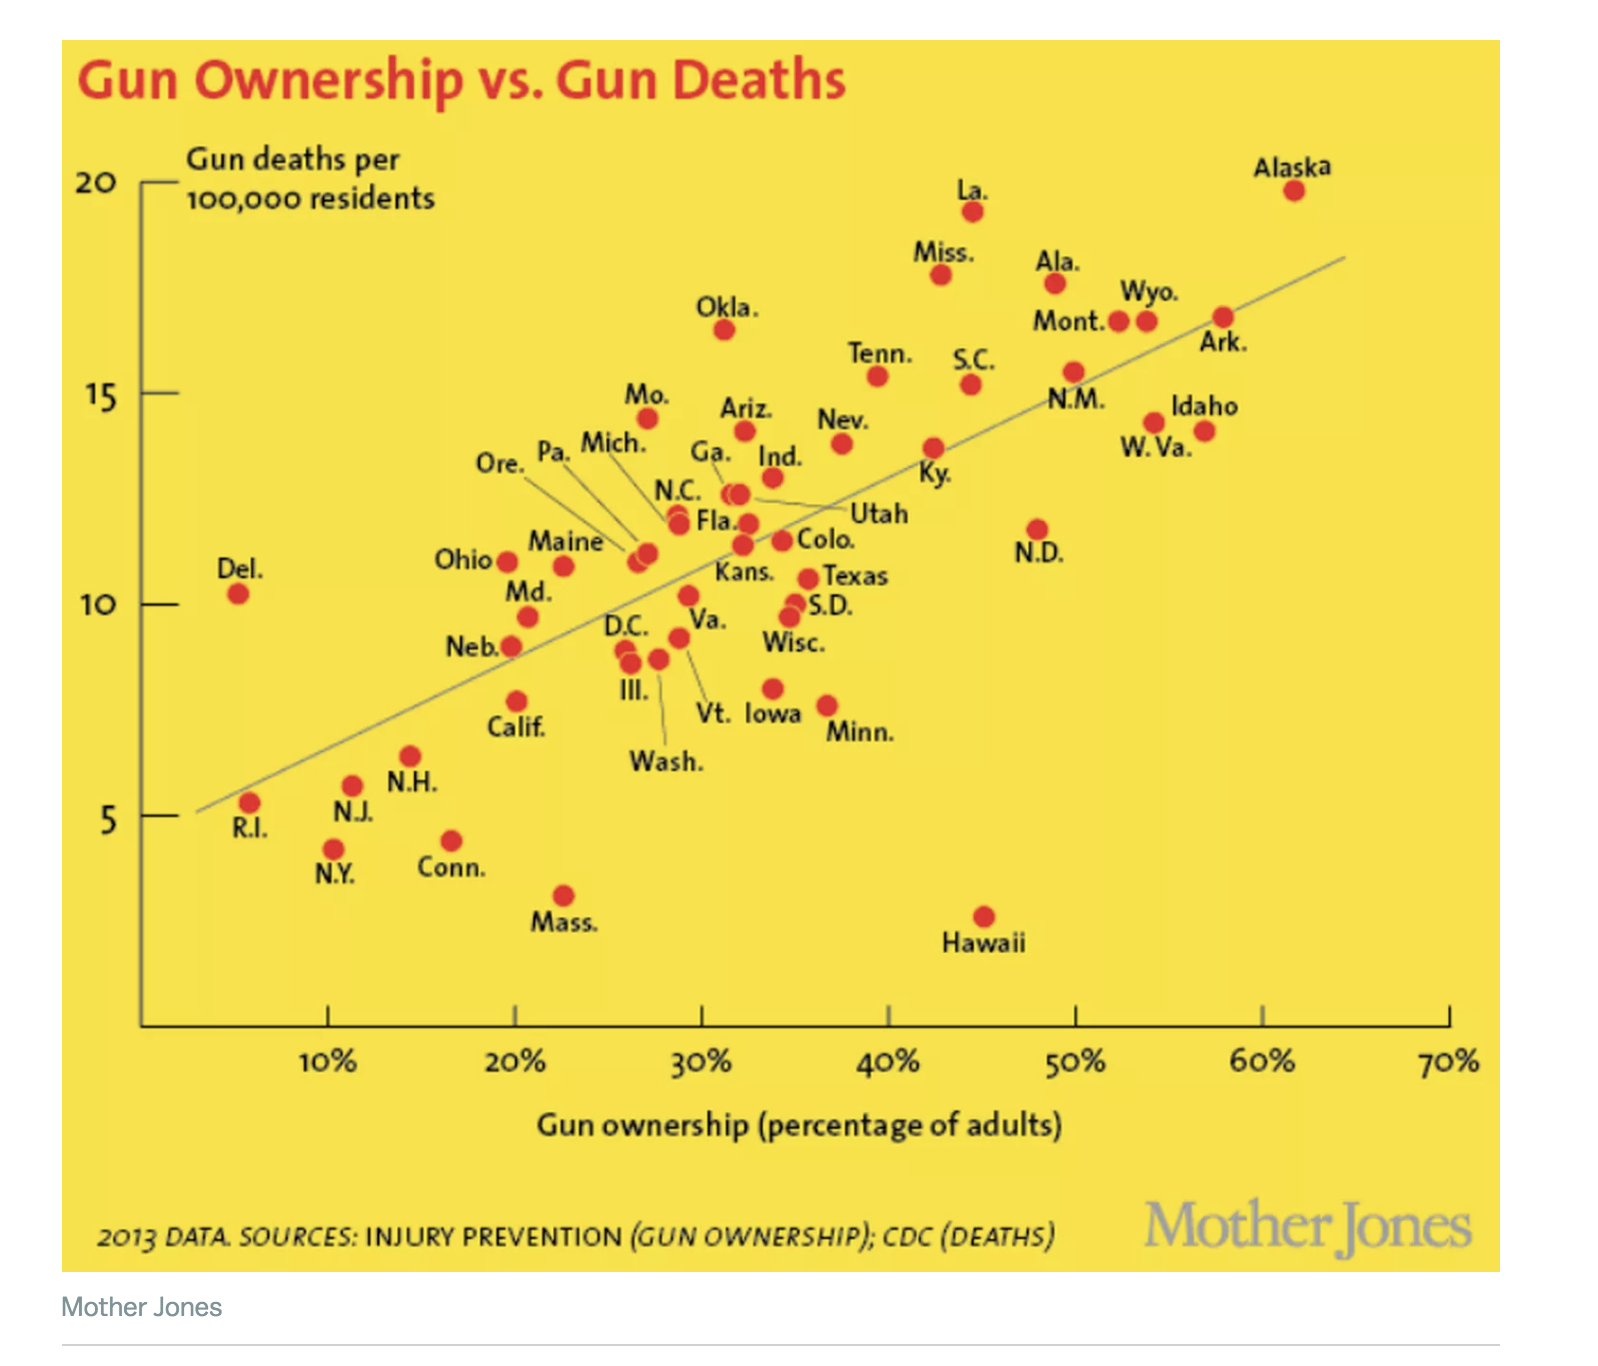 Gun Ownership vs. Gun Deaths
Gun deaths per
100,000 residents
20
15
10
5
Alaska
La.
Miss.
Ala.
Wyo.
Okla.
Mont.
Ark.
Tenn.
S.C.
Mo.
N.M.
Ariz.
Idaho
Nev.
Mich.
Pa.
Ga.
Ind.
W. Va.
Ore.
Ky.
N.C.
Utah
Fla.
Maine
Colo.
Ohio
N.D.
Del.
Kans.
Texas
Md.
S.D.
D.C.
Va.
Neb.
Wisc.
Ill.
Vt.
Iowa
Calif.
Minn.
Wash.
N.H.
N.J.
R.I.
Conn.
N.Y.
Mass.
Hawaii
10%
20%
30%
40%
50%
60%
70%
Gun ownership (percentage of adults)
2013 DATA. SOURCES: INJURY PREVENTION (GUN OWNERSHIP); CDC (DEATHS)
Mother Jones
Mother Jones